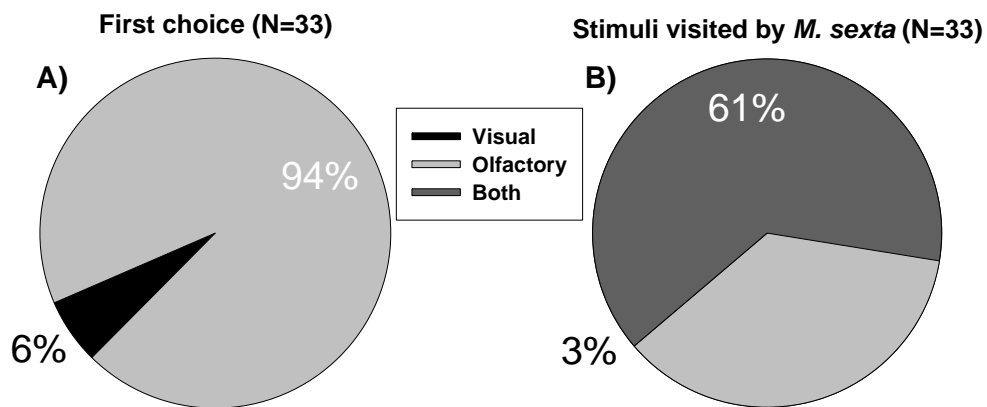 First choice (N=33)
Stimuli visited by M. sexta (N=33)
A)
94%
6%
Visual
Olfactory
Both
B)
61%
3%